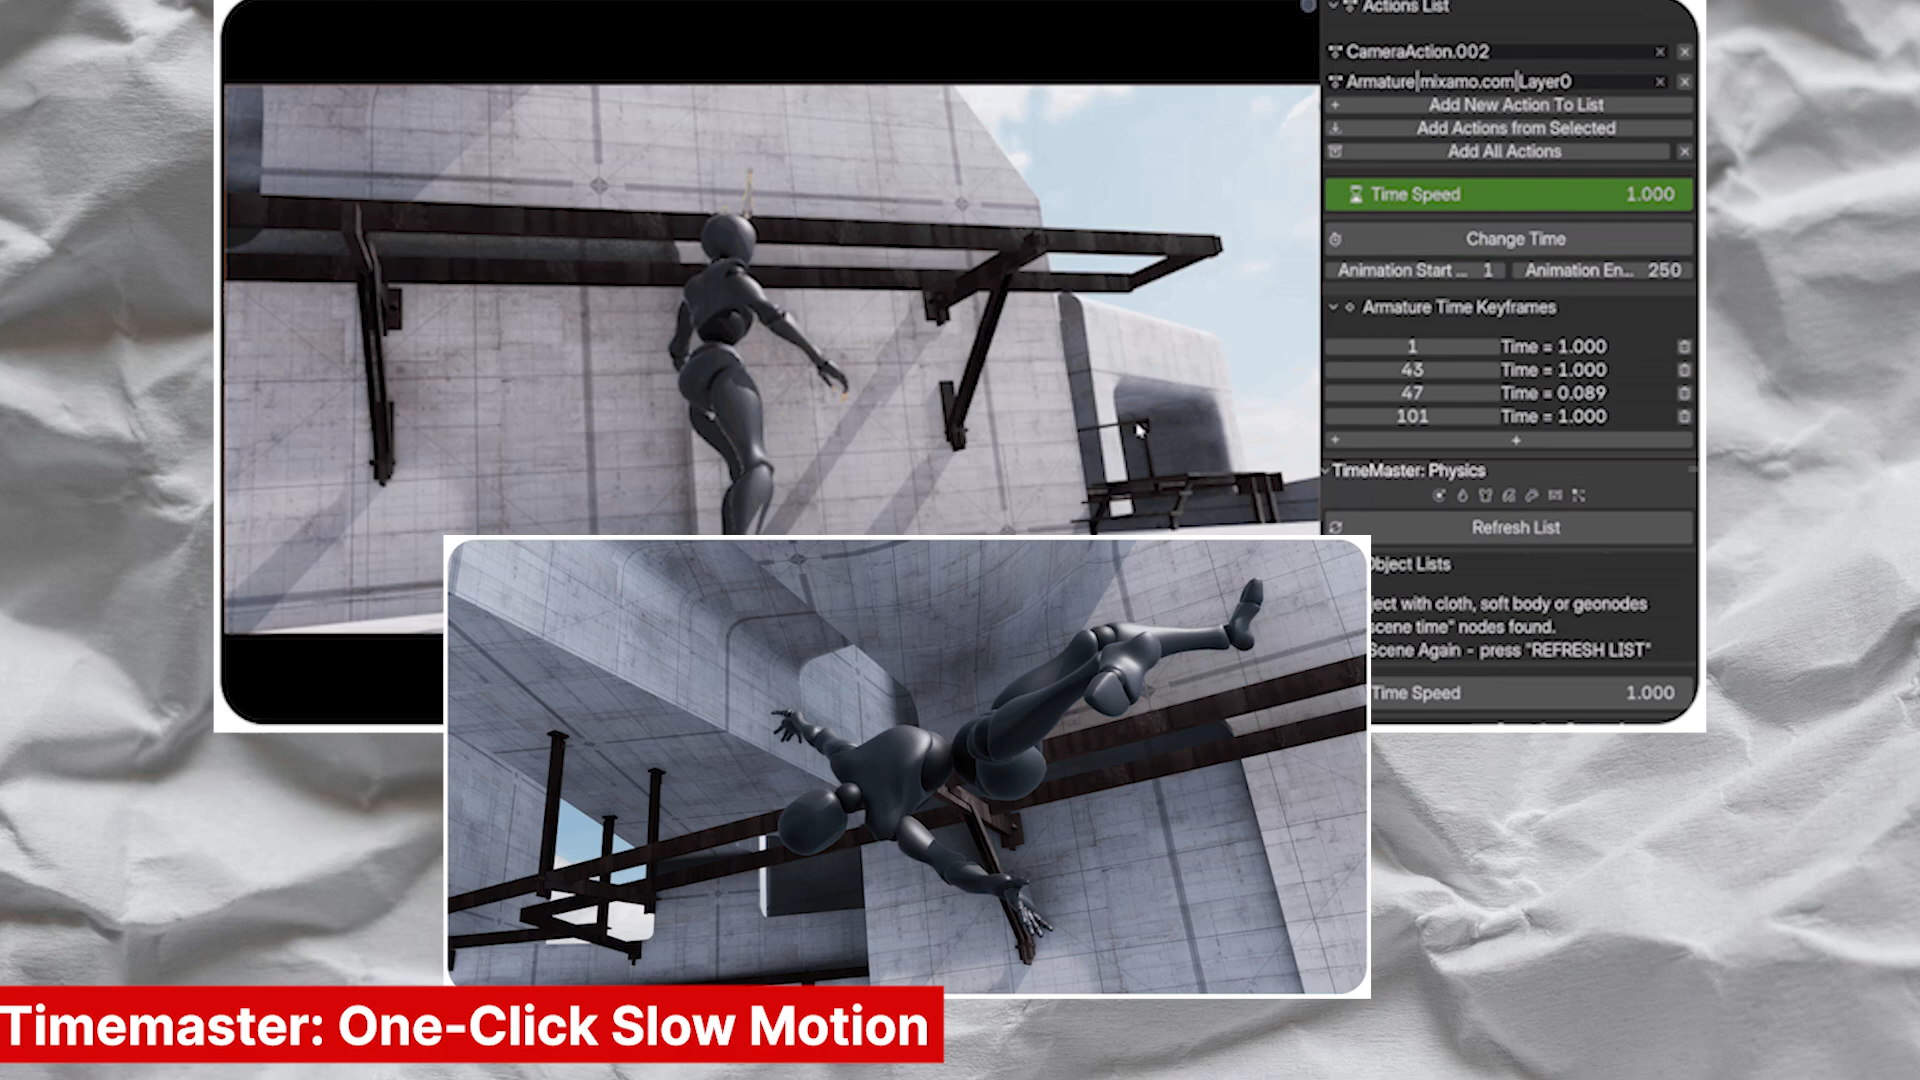 Actions List
CameraAction.002
Armature|mixamo.com|Layer0
Add New Action To List
Add Actions from Selected
Add All Actions
Time Speed 1.000
Change Time
Animation Start ... 1 Animation En... 250
Armature Time Keyframes
1 Time = 1.000
43 Time = 1.000
47 Time = 0.089
101 Time = 1.000
TimeMaster: Physics
Refresh List
Object Lists
ject with cloth, soft body or geonodes
scene time" nodes found.
Scene Again - press "REFRESH LIST"
Time Speed 1.000
Timemaster: One-Click Slow Motion